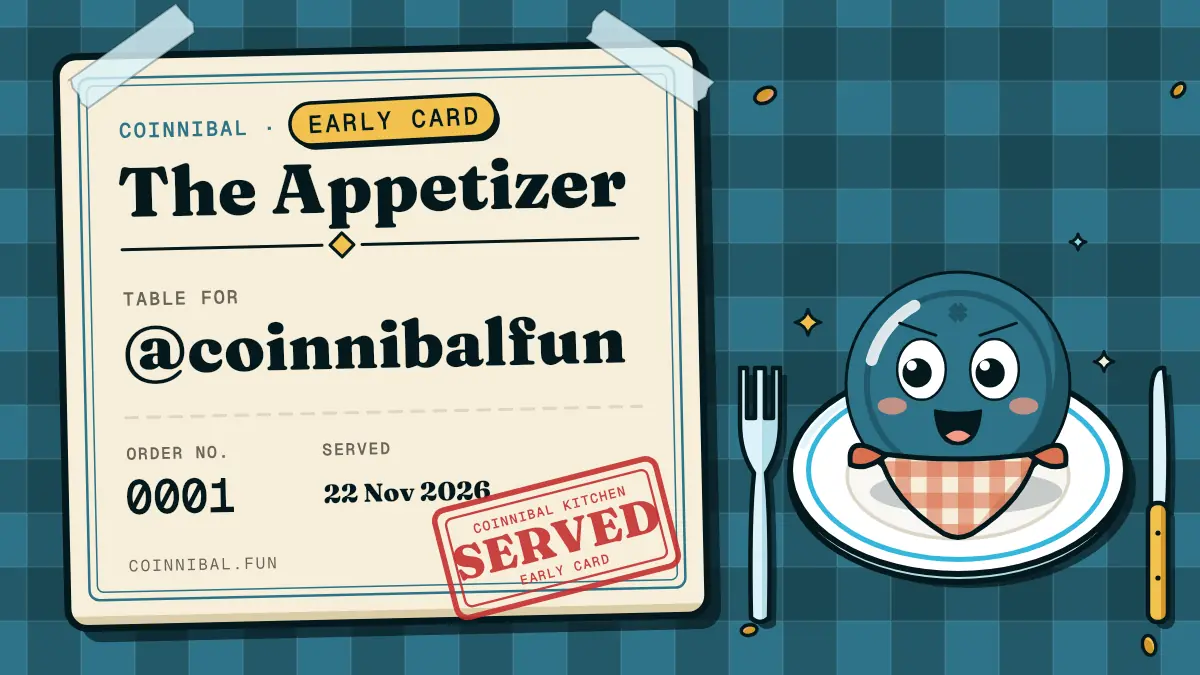 COINNIBAL · EARLY CARD
The Appetizer
TABLE FOR
@coinnibalfun
ORDER NO.
0001
SERVED
22 Nov 2026
COINNIBAL KITCHEN
SERVED
EARLY CARD
COINNIBAL.FUN